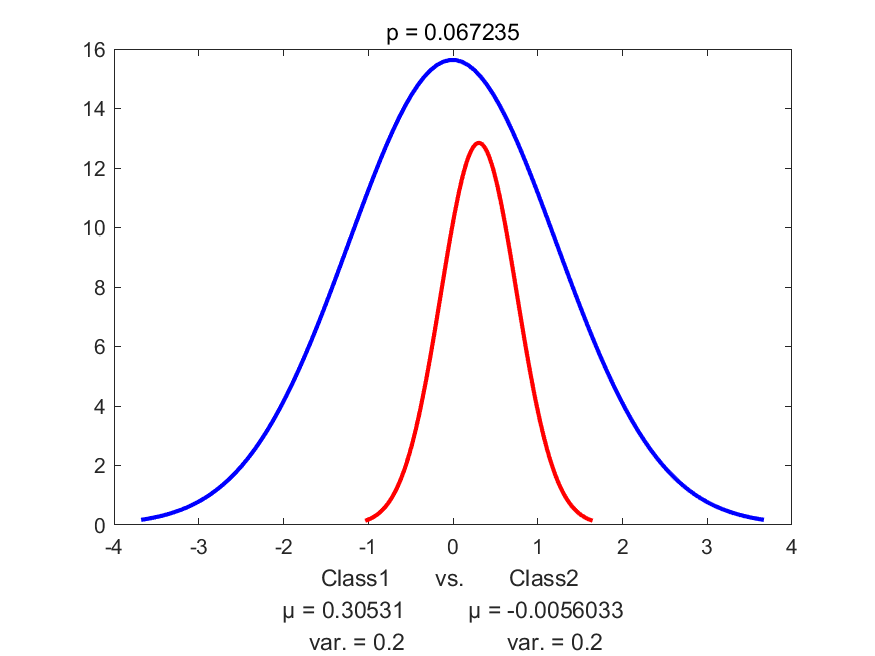 p = 0.067235
16
14
12
10
8
6
4
2
0
-4 -3 -2 -1 0 1 2 3 4
Class1 vs. Class2
μ = 0.30531 μ = -0.0056033
var. = 0.2 var. = 0.2